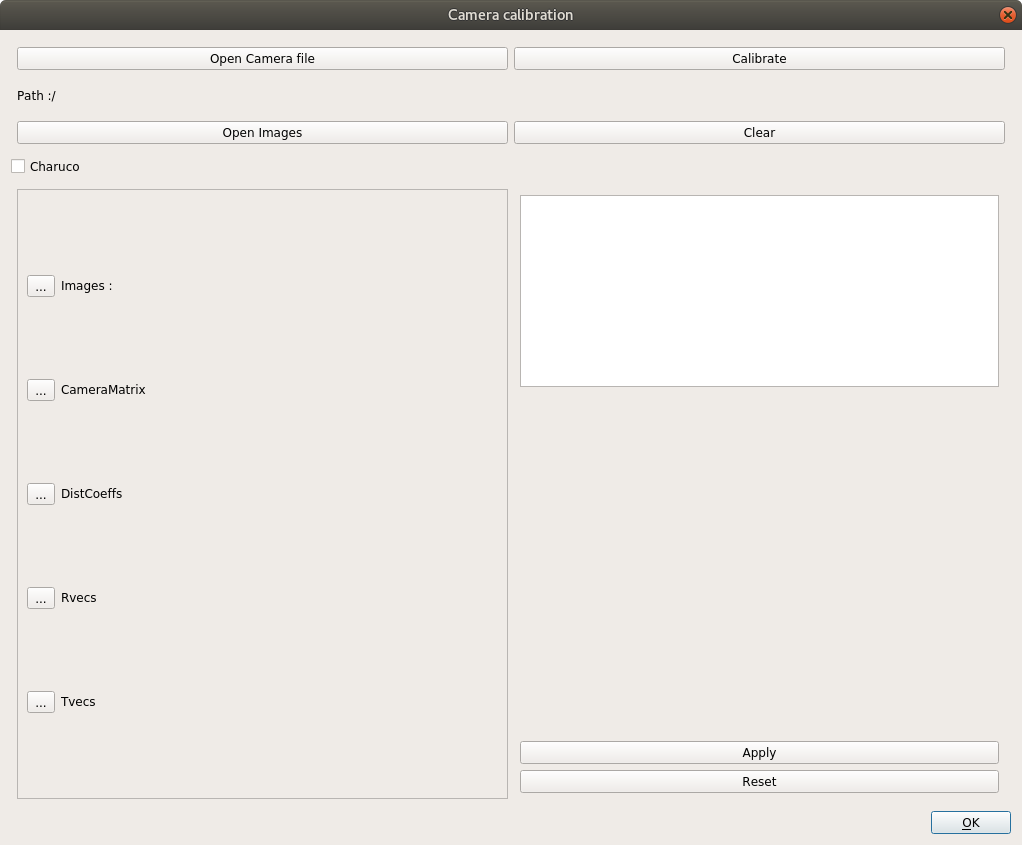 Camera calibration
Open Camera file
Calibrate
Path :/
Open Images
Clear
Charuco
... Images :
... CameraMatrix
... DistCoeffs
... Rvecs
... Tvecs
Apply
Reset
OK